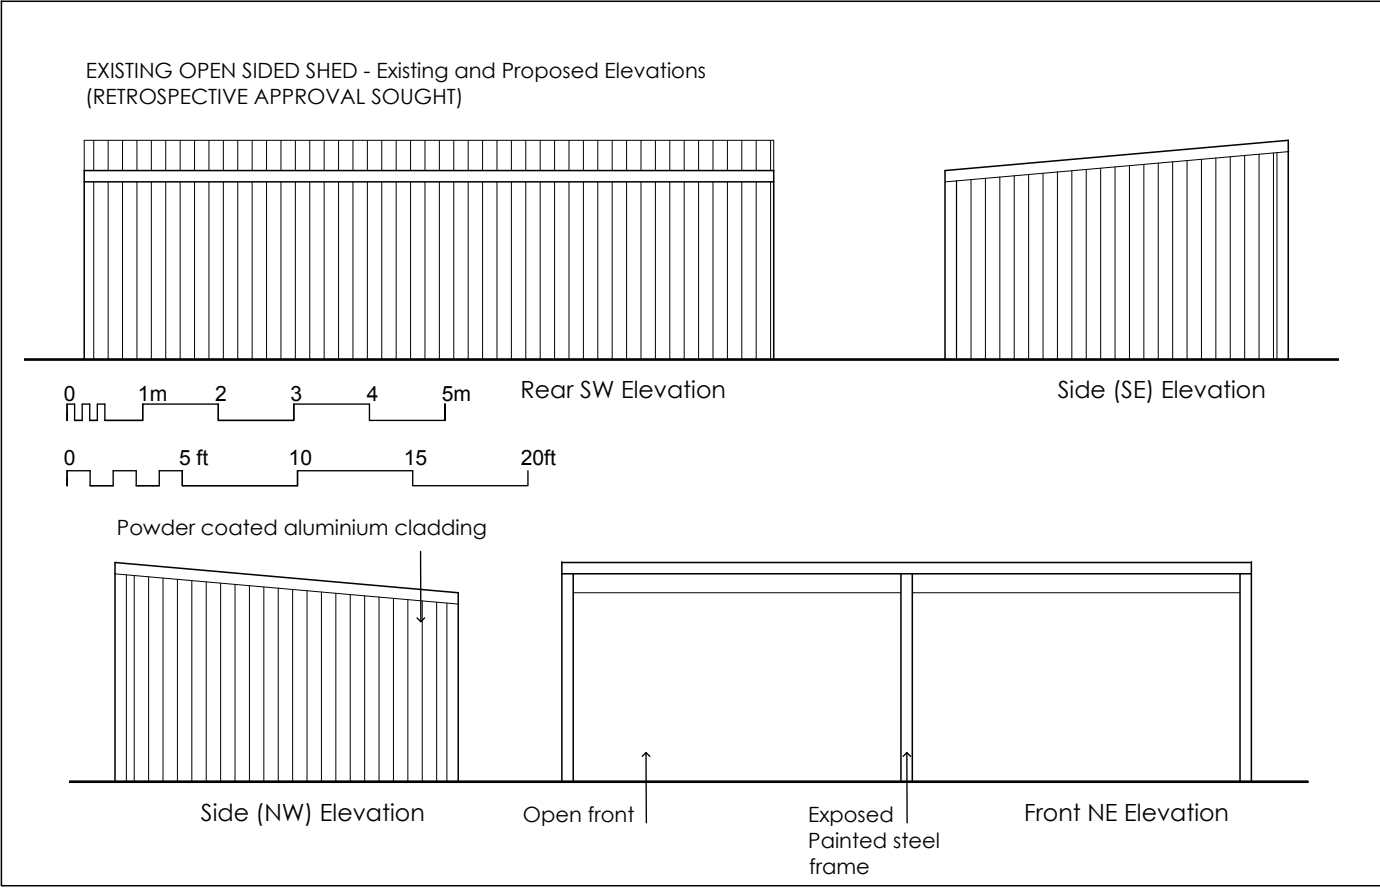 EXISTING OPEN SIDED SHED - Existing and Proposed Elevations
(RETROSPECTIVE APPROVAL SOUGHT)
0 1m 2 3 4 5m
Rear SW Elevation
Side (SE) Elevation
0 5 ft 10 15 20ft
Powder coated aluminium cladding
Side (NW) Elevation
Open front
Exposed
Painted steel
frame
Front NE Elevation